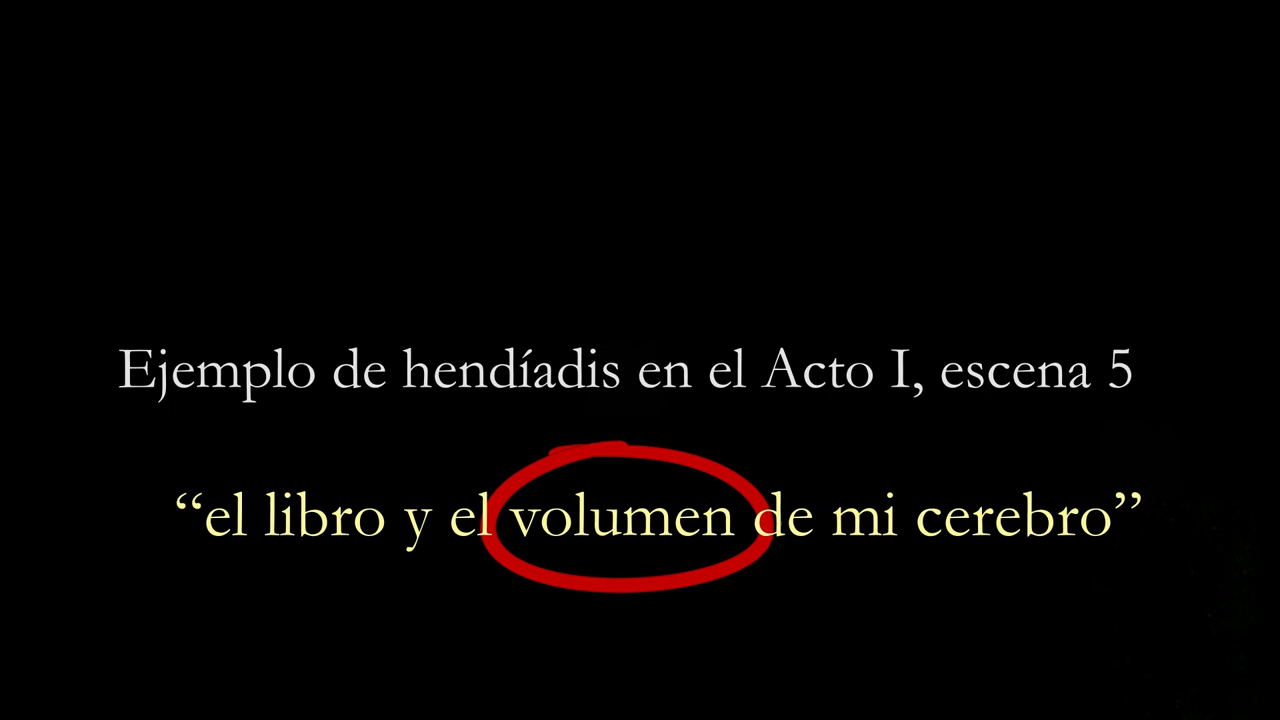 Ejemplo de hendíadis en el Acto I, escena 5
“el libro y el volumen de mi cerebro”